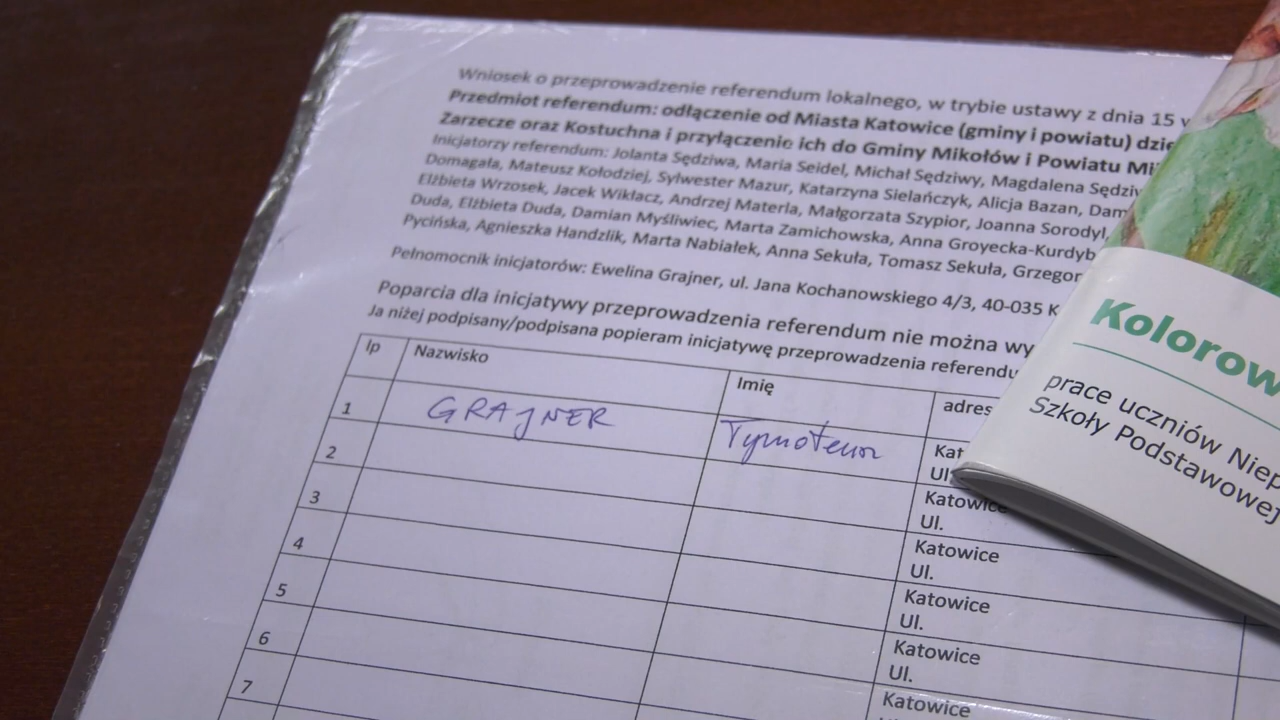 Wniosek o przeprowadzenie referendum lokalnego, w trybie ustawy z dnia 15
Przedmiot referendum: odłączenie od Miasta Katowice (gminy i powiatu)
Zarzecze oraz Kostuchna i przyłączenie ich do Gminy Mikołów i Powiatu
Inicjatorzy referendum: Jolanta Sędziwa, Maria Seidel, Michał Sędziwy, Magdalena
Domagała, Mateusz Kołodziej, Sylwester Mazur, Katarzyna Sielańczyk, Alicja Bazan,
Elżbieta Wrzosek, Jacek Wikłacz, Andrzej Materla, Małgorzata Szypior, Joanna Sorodyl,
Duda, Elżbieta Duda, Damian Myśliwiec, Marta Zamichowska, Anna
Pycińska, Agnieszka Handzlik, Marta Nabiałek, Anna Sekuła, Tomasz Sekuła,
Pełnomocnik inicjatorów: Ewelina Grajner, ul. Jana Kochanowskiego 4/3, 40-035 K
Poparcia dla inicjatywy przeprowadzenia referendum nie można wy
Ja niżej podpisany/podpisana popieram inicjatywę przeprowadzenia referendu
lp Nazwisko Imię adres
1 GRAJNER Tymoteusz Kat
Ul.
2 Katowice
Ul.
3 Katowice
Ul.
4 Katowice
Ul.
5 Katowice
Ul.
6 Katowice
7
Kolorow
prace uczniów Niep
Szkoły Podstawowej